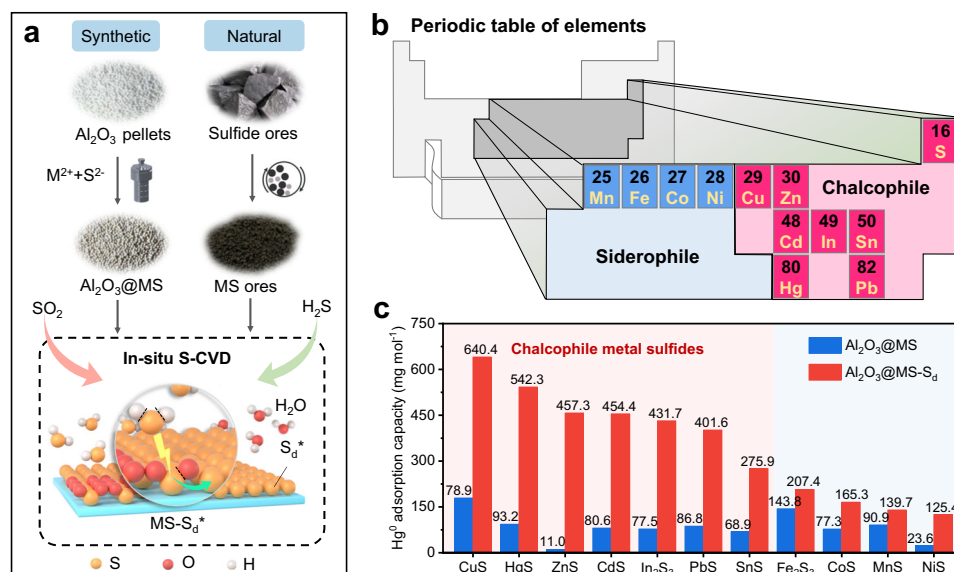 a
Synthetic
Natural
Al₂O₃ pellets
Sulfide ores
M²⁺+S²⁻
Al₂O₃@MS
MS ores
SO₂
H₂S
In-situ S-CVD
H₂O
S_d*
MS-S_d*
S
O
H
b
Periodic table of elements
16
S
25
Mn
26
Fe
27
Co
28
Ni
29
Cu
30
Zn
Chalcophile
48
Cd
49
In
50
Sn
Siderophile
80
Hg
82
Pb
c
Hg⁰ adsorption capacity (mg mol⁻¹)
750
600
450
300
150
0
Chalcophile metal sulfides
Al₂O₃@MS
Al₂O₃@MS-S_d
640.4
542.3
457.3
454.4
431.7
401.6
275.9
207.4
165.3
139.7
125.4
78.9
93.2
11.0
80.6
77.5
86.8
68.9
143.8
77.3
90.9
23.6
CuS
HgS
ZnS
CdS
In₂S₃
PbS
SnS
Fe₂S₃
CoS
MnS
NiS